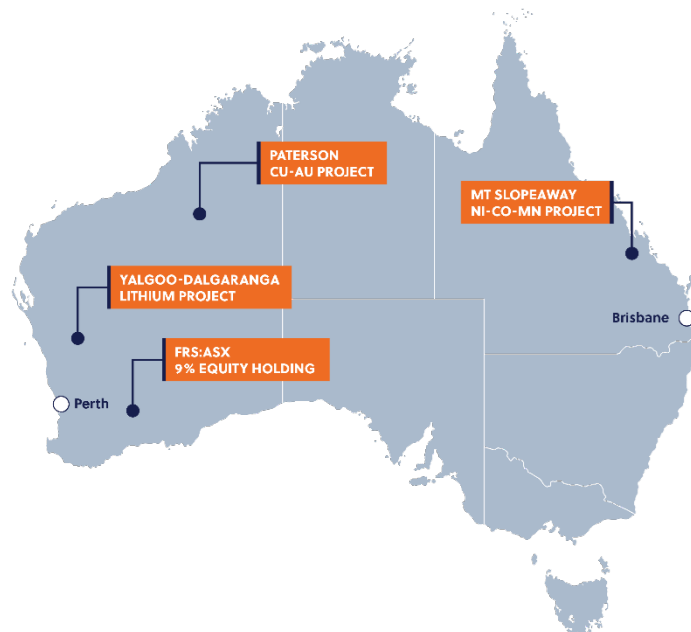 PATERSON
CU-AU PROJECT
MT SLOPEAWAY
NI-CO-MN PROJECT
YALGOO-DALGARANGA
LITHIUM PROJECT
Brisbane
FRS:ASX
9% EQUITY HOLDING
Perth